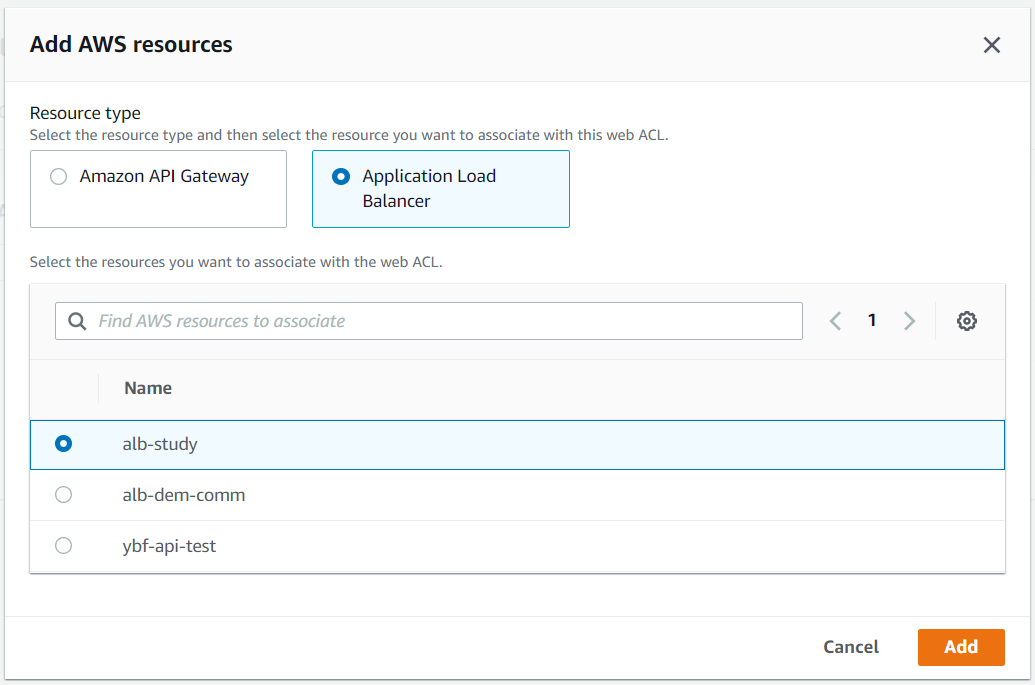 Add AWS resources
Resource type
Select the resource type and then select the resource you want to associate with this web ACL.
Amazon API Gateway
Application Load
Balancer
Select the resources you want to associate with the web ACL.
Find AWS resources to associate
1
Name
alb-study
alb-dem-comm
ybf-api-test
Cancel
Add